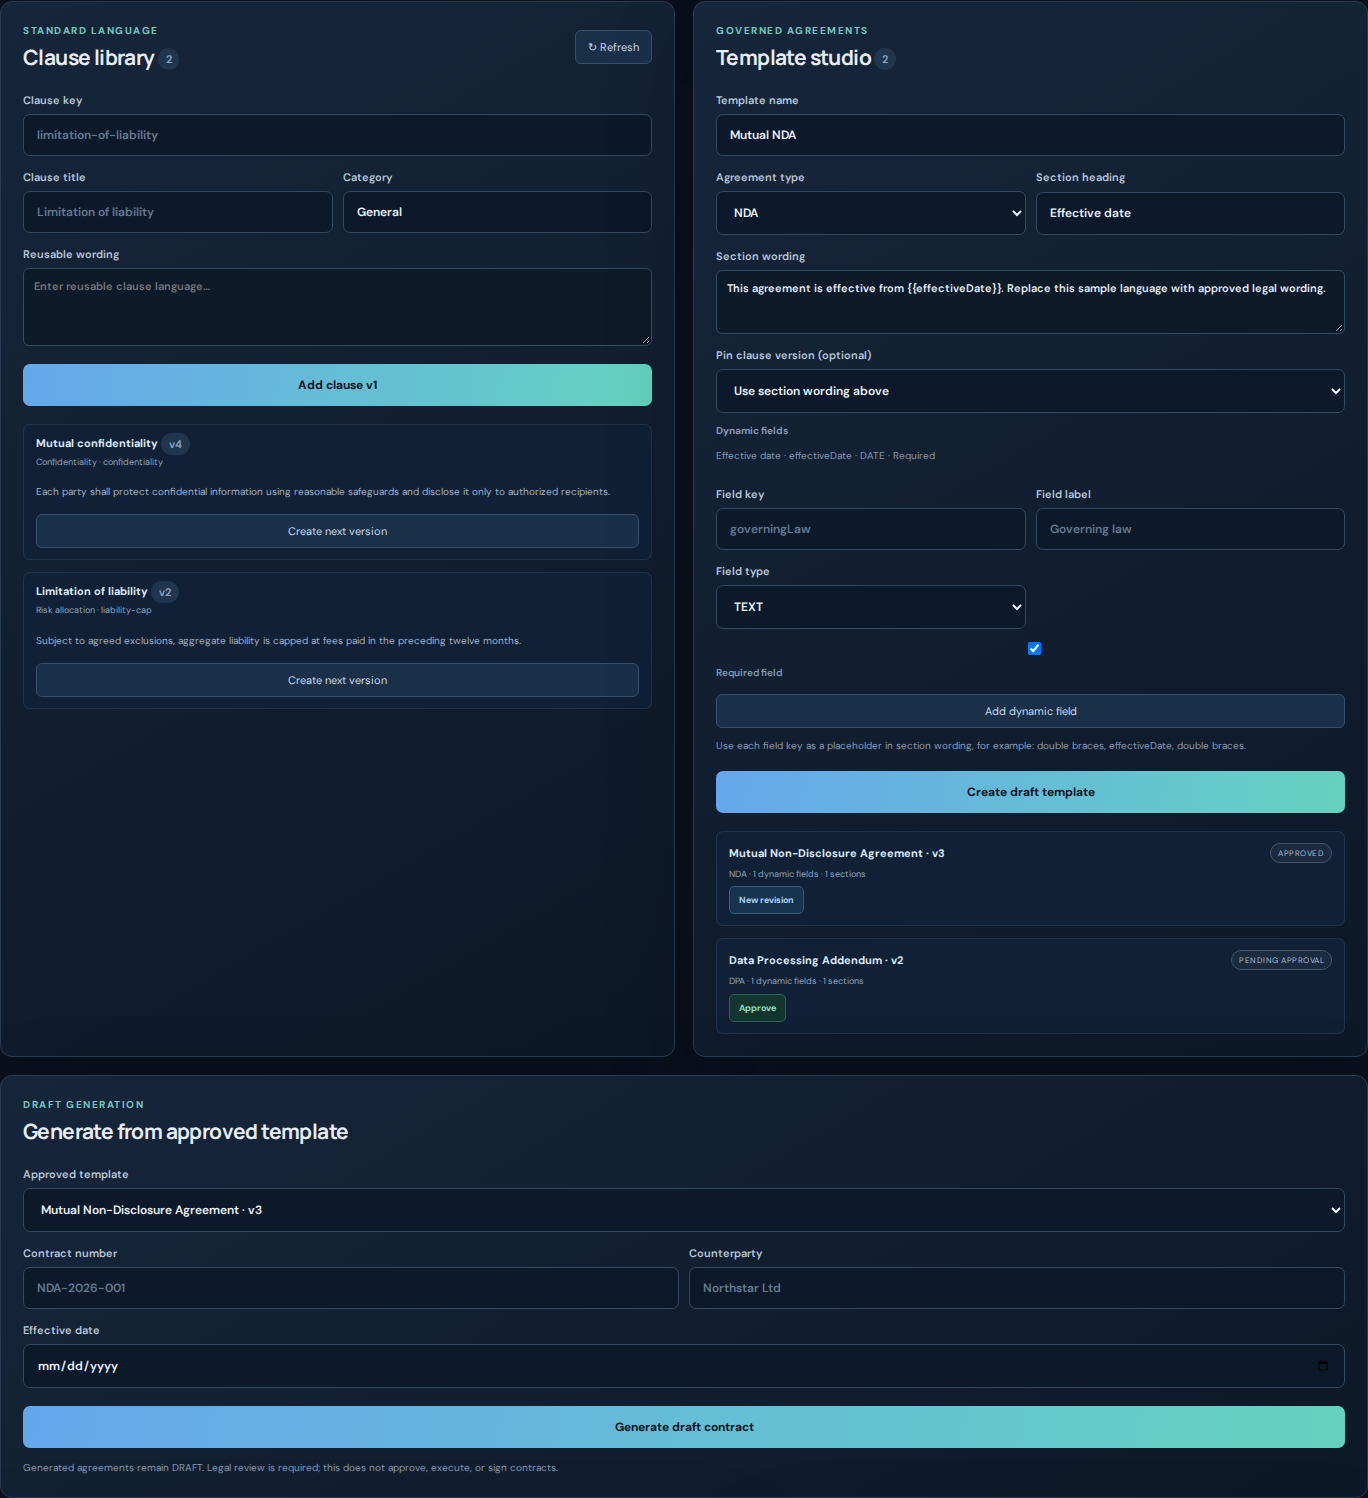 STANDARD LANGUAGE
Clause library 2
↻ Refresh
Clause key
limitation-of-liability
Clause title
Category
Limitation of liability
General
Reusable wording
Enter reusable clause language...
Add clause v1
Mutual confidentiality v4
Confidentiality · confidentiality
Each party shall protect confidential information using reasonable safeguards and disclose it only to authorized recipients.
Create next version
Limitation of liability v2
Risk allocation · liability-cap
Subject to agreed exclusions, aggregate liability is capped at fees paid in the preceding twelve months.
Create next version
GOVERNED AGREEMENTS
Template studio 2
Template name
Mutual NDA
Agreement type
Section heading
NDA
Effective date
Section wording
This agreement is effective from {{effectiveDate}}. Replace this sample language with approved legal wording.
Pin clause version (optional)
Use section wording above
Dynamic fields
Effective date · effectiveDate · DATE · Required
Field key
Field label
governingLaw
Governing law
Field type
TEXT
Required field
Add dynamic field
Use each field key as a placeholder in section wording, for example: double braces, effectiveDate, double braces.
Create draft template
Mutual Non-Disclosure Agreement · v3
APPROVED
NDA · 1 dynamic fields · 1 sections
New revision
Data Processing Addendum · v2
PENDING APPROVAL
DPA · 1 dynamic fields · 1 sections
Approve
DRAFT GENERATION
Generate from approved template
Approved template
Mutual Non-Disclosure Agreement · v3
Contract number
Counterparty
NDA-2026-001
Northstar Ltd
Effective date
mm/dd/yyyy
Generate draft contract
Generated agreements remain DRAFT. Legal review is required; this does not approve, execute, or sign contracts.